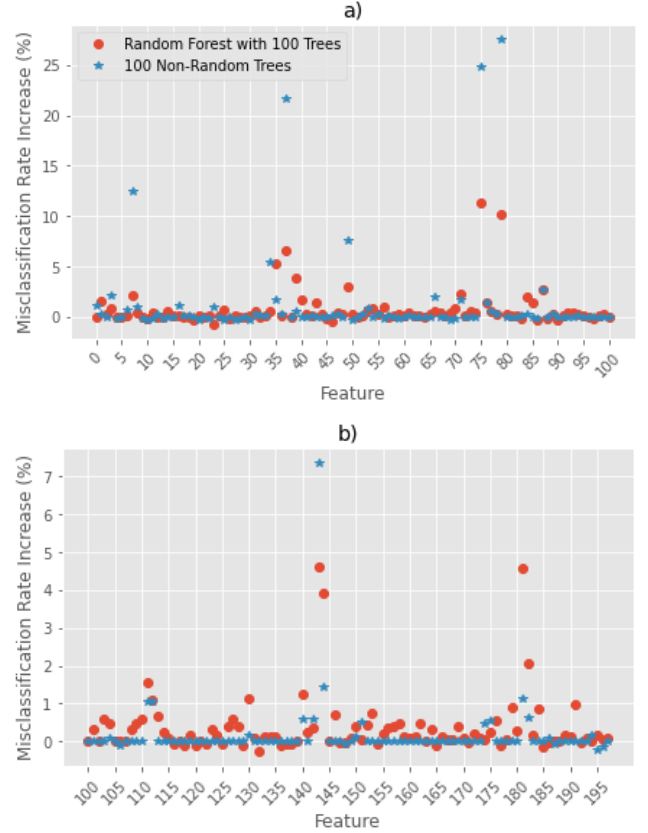 a)
Misclassification Rate Increase (%)
Random Forest with 100 Trees
100 Non-Random Trees
25
20
15
10
5
0
0 5 10 15 20 25 30 35 40 45 50 55 60 65 70 75 80 85 90 95 100
Feature
b)
Misclassification Rate Increase (%)
7
6
5
4
3
2
1
0
100 105 110 115 120 125 130 135 140 145 150 155 160 165 170 175 180 185 190 195
Feature